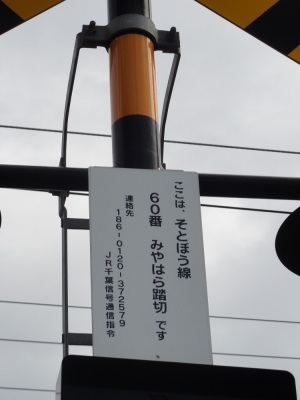 ここは、そとぼう線
60番 みやはら踏切 です
連絡先
186-0120-372579
JR千葉信号通信指令